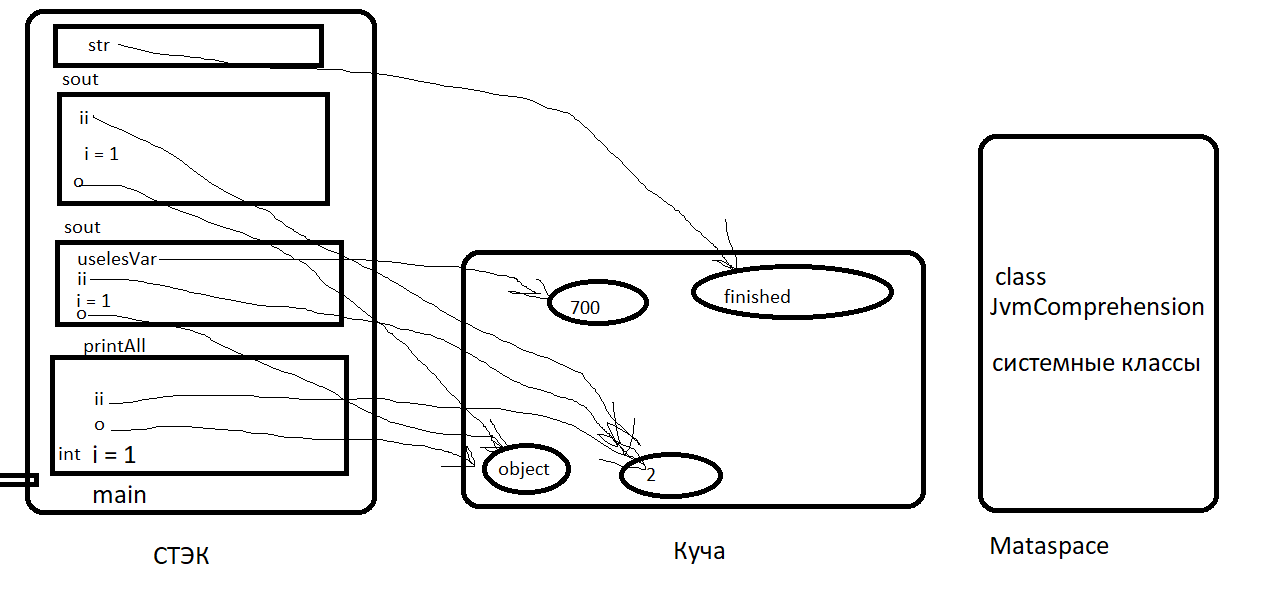 str
sout
ii
i = 1
o
sout
uselesVar
ii
i = 1
o
printAll
ii
o
int i = 1
main
СТЭК
700
finished
object
2
Куча
class
JvmComprehension
системные классы
Mataspace